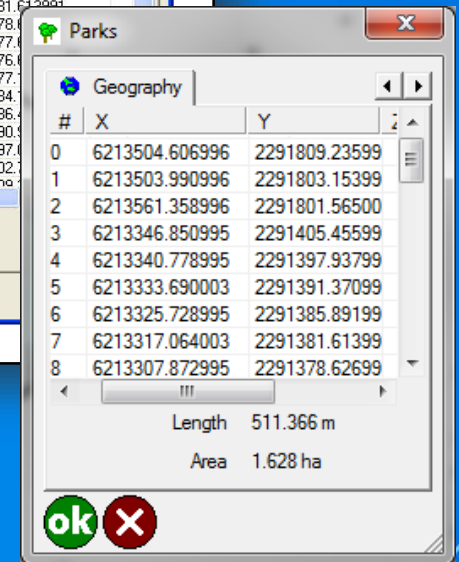 Parks
Geography
# X Y
0 6213504.606996 2291809.23599
1 6213503.990996 2291803.15399
2 6213561.358996 2291801.56500
3 6213346.850995 2291405.45599
4 6213340.778995 2291397.93799
5 6213333.690003 2291391.37099
6 6213325.728995 2291385.89199
7 6213317.064003 2291381.61399
8 6213307.872995 2291378.62699
Length 511.366 m
Area 1.628 ha
ok